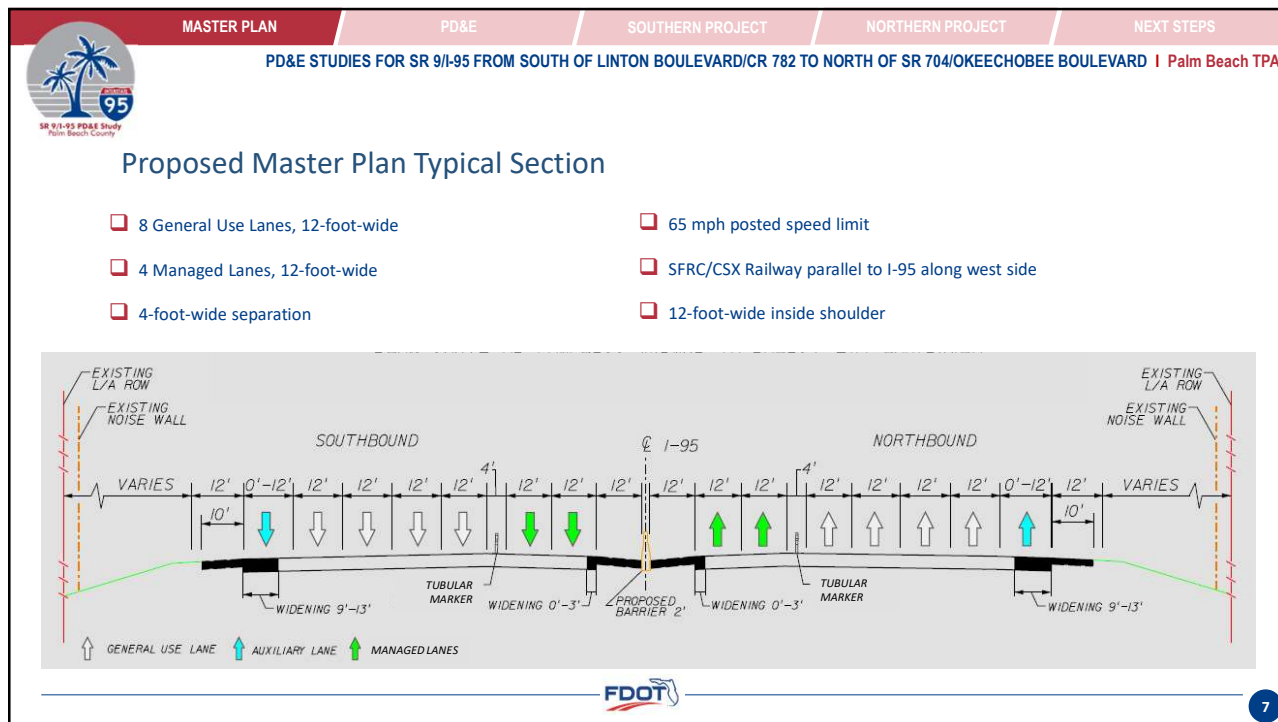 MASTER PLAN
PD&E
SOUTHERN PROJECT
NORTHERN PROJECT
NEXT STEPS
PD&E STUDIES FOR SR 9/I-95 FROM SOUTH OF LINTON BOULEVARD/CR 782 TO NORTH OF SR 704/OKEECHOBEE BOULEVARD | Palm Beach TPA
INTERSTATE
95
SR 9/I-95 PD&E Study
Palm Beach County
Proposed Master Plan Typical Section
8 General Use Lanes, 12-foot-wide
4 Managed Lanes, 12-foot-wide
4-foot-wide separation
65 mph posted speed limit
SFRC/CSX Railway parallel to I-95 along west side
12-foot-wide inside shoulder
EXISTING
L/A ROW
EXISTING
NOISE WALL
EXISTING
L/A ROW
EXISTING
NOISE WALL
SOUTHBOUND
℄ I-95
NORTHBOUND
4'
4'
VARIES 12' 0'-12' 12' 12' 12' 12' 12' 12' 12' 12' 12' 12' 12' 12' 12' 12' 0'-12' 12' VARIES
10'
10'
TUBULAR
MARKER
TUBULAR
MARKER
WIDENING 9'-13'
WIDENING 0'-3'
PROPOSED
BARRIER 2'
WIDENING 0'-3'
WIDENING 9'-13'
GENERAL USE LANE
AUXILIARY LANE
MANAGED LANES
FDOT
7